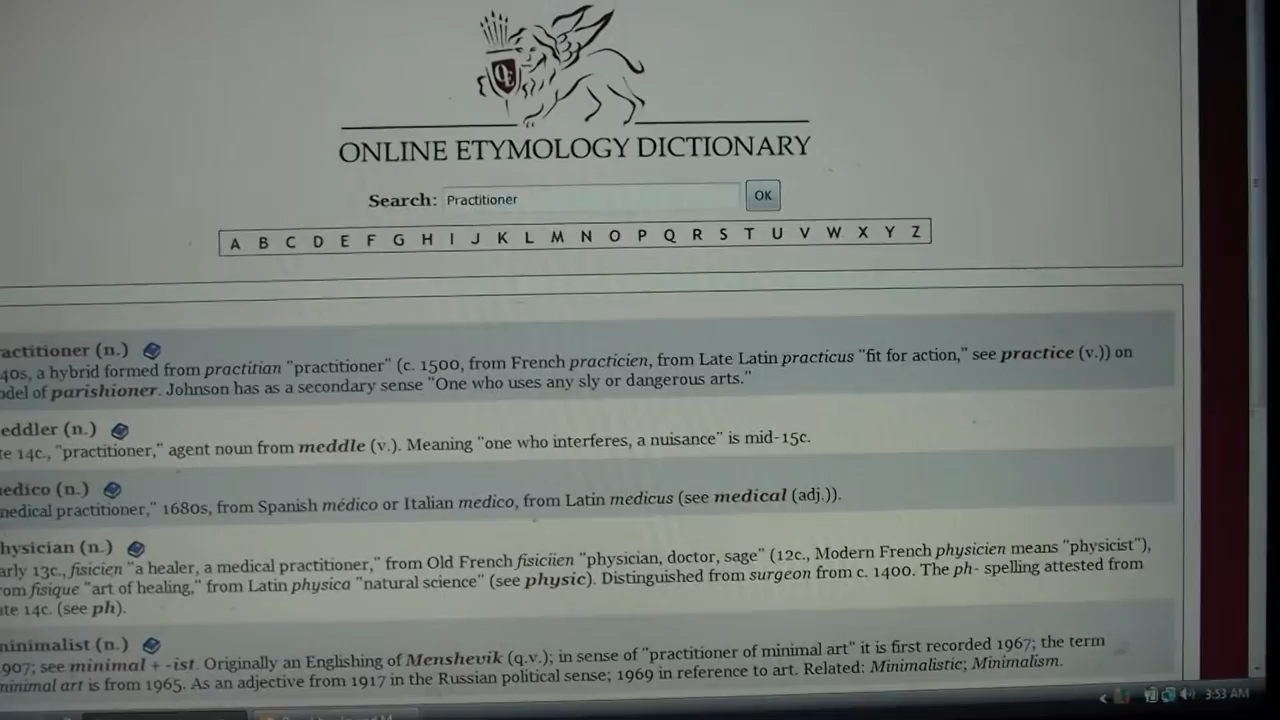 ONLINE ETYMOLOGY DICTIONARY
Search: Practitioner OK
A B C D E F G H I J K L M N O P Q R S T U V W X Y Z
actitioner (n.)
40s, a hybrid formed from practitian "practitioner" (c. 1500, from French practicien, from Late Latin practicus "fit for action," see practice (v.)) on
odel of parishioner. Johnson has as a secondary sense "One who uses any sly or dangerous arts."
eddler (n.)
te 14c., "practitioner," agent noun from meddle (v.). Meaning "one who interferes, a nuisance" is mid-15c.
edico (n.)
medical practitioner," 1680s, from Spanish médico or Italian medico, from Latin medicus (see medical (adj.)).
hysician (n.)
arly 13c., fisicien "a healer, a medical practitioner," from Old French fisiciien "physician, doctor, sage" (12c., Modern French physicien means "physicist"),
om fisique "art of healing," from Latin physica "natural science" (see physic). Distinguished from surgeon from c. 1400. The ph- spelling attested from
te 14c. (see ph).
minimalist (n.)
907; see minimal + -ist. Originally an Englishing of Menshevik (q.v.); in sense of "practitioner of minimal art" it is first recorded 1967; the term
minimal art is from 1965. As an adjective from 1917 in the Russian political sense; 1969 in reference to art. Related: Minimalistic; Minimalism.
3:53 AM